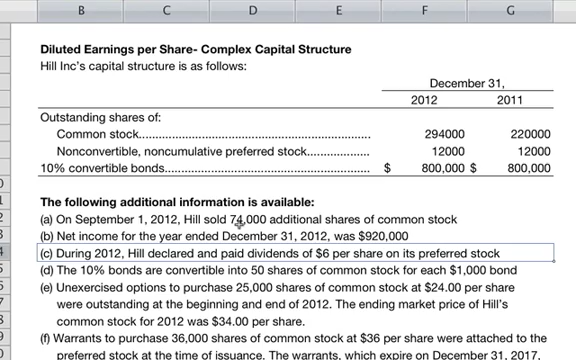 B C D E F G
Diluted Earnings per Share- Complex Capital Structure
Hill Inc's capital structure is as follows:
December 31,
2012 2011
Outstanding shares of:
Common stock 294000 220000
Nonconvertible, noncumulative preferred stock 12000 12000
10% convertible bonds $ 800,000 $ 800,000
The following additional information is available:
(a) On September 1, 2012, Hill sold 74,000 additional shares of common stock
(b) Net income for the year ended December 31, 2012, was $920,000
(c) During 2012, Hill declared and paid dividends of $6 per share on its preferred stock
(d) The 10% bonds are convertible into 50 shares of common stock for each $1,000 bond
(e) Unexercised options to purchase 25,000 shares of common stock at $24.00 per share
were outstanding at the beginning and end of 2012. The ending market price of Hill's
common stock for 2012 was $34.00 per share.
(f) Warrants to purchase 36,000 shares of common stock at $36 per share were attached to the
preferred stock at the time of issuance. The warrants, which expire on December 31, 2017,